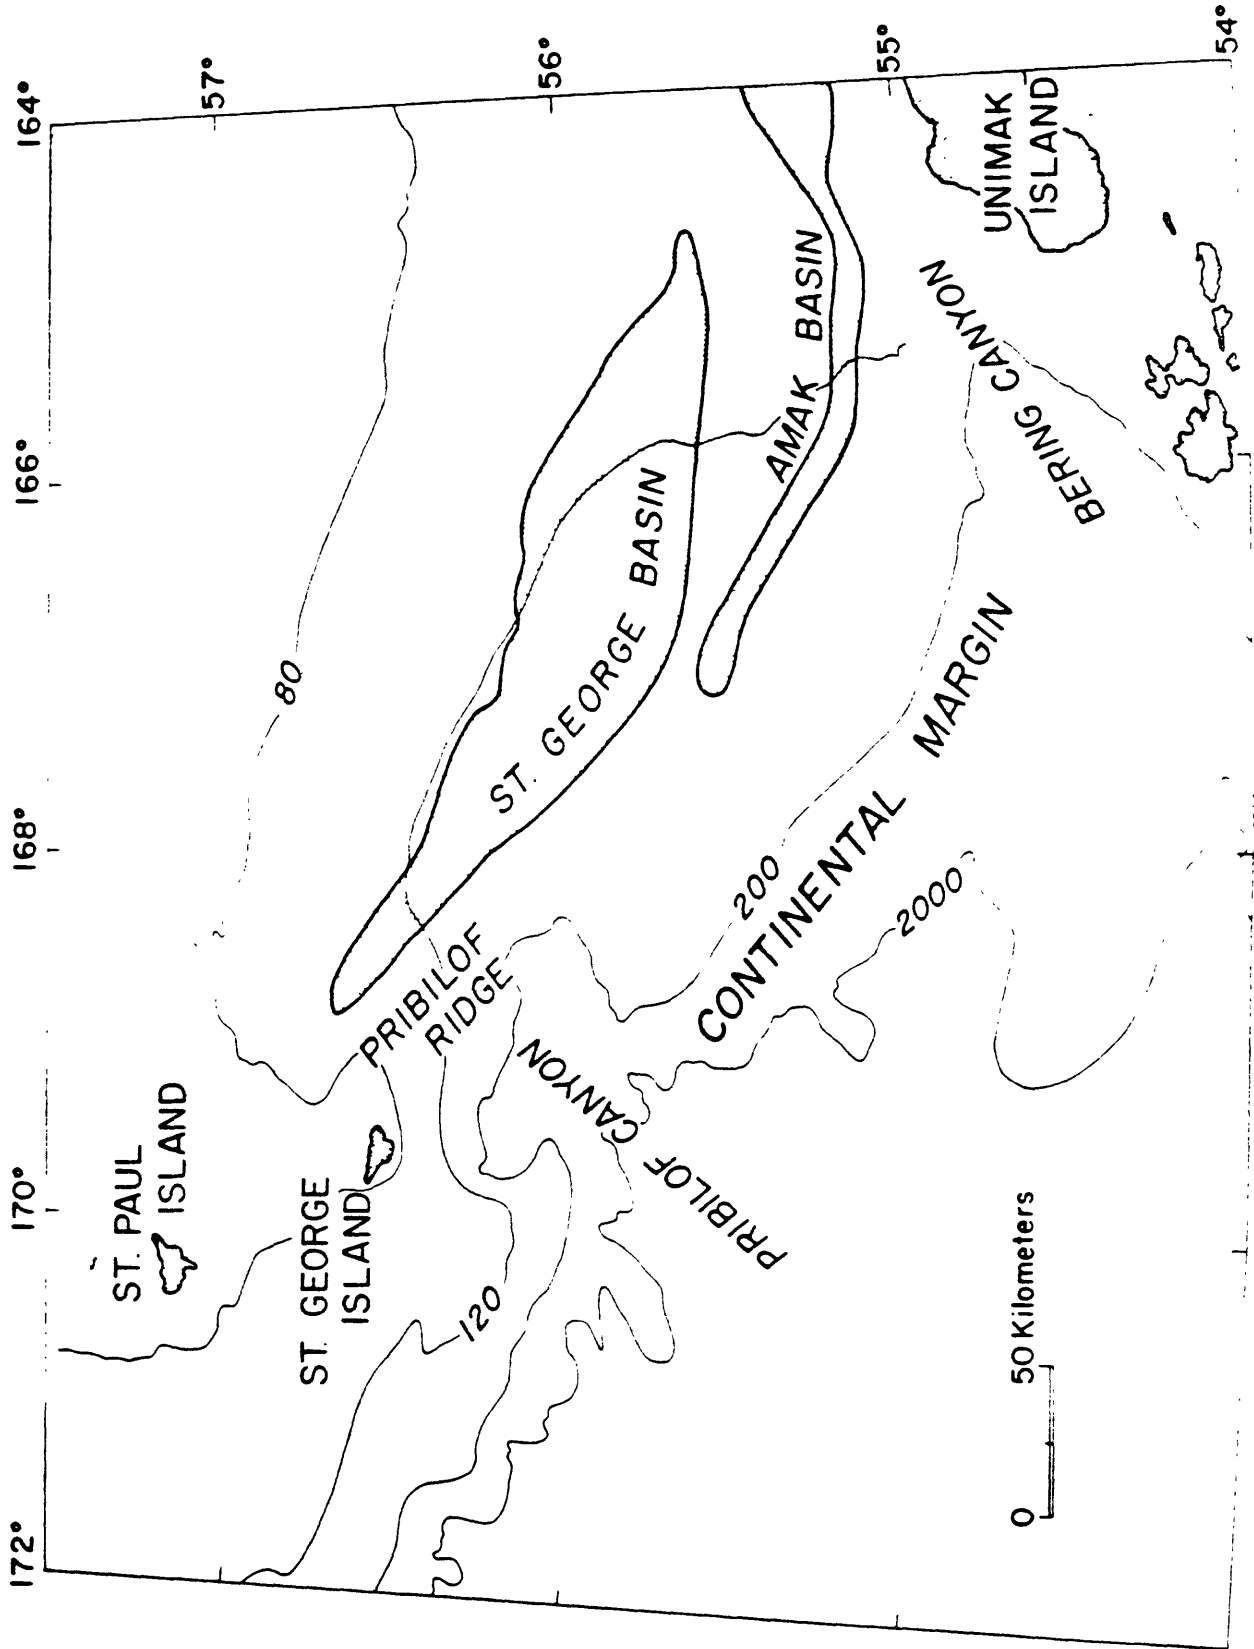 172°
170°
168°
166°
164°
57°
56°
55°
54°
ST. PAUL
ISLAND
ST. GEORGE
ISLAND
80
PRIBILOF
RIDGE
120
ST. GEORGE BASIN
PRIBILOF CANYON
AMAK BASIN
200
CONTINENTAL MARGIN
2000
UNIMAK
ISLAND
BERING CANYON
0 50 Kilometers